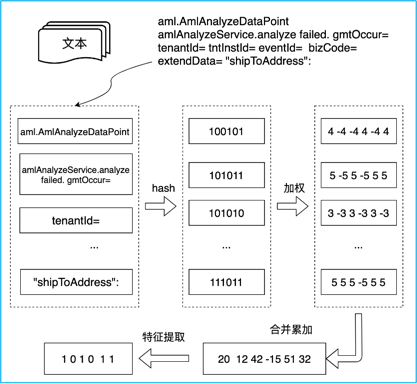 文本
aml.AmlAnalyzeDataPoint
amlAnalyzeService.analyze failed. gmtOccur=
tenantId= tntInstId= eventId=  bizCode=
extendData= "shipToAddress":
aml.AmlAnalyzeDataPoint
amlAnalyzeService.analyze
failed. gmtOccur=
tenantId=
...
"shipToAddress":
hash
100101
101011
101010
...
111011
加权
4 -4 -4 4 -4 4
5 -5 5 -5 5 5
3 -3 3 -3 3 -3
...
5 5 5 -5 5 5
合并累加
20 12 42 -15 51 32
特征提取
1 0 1 0 1 1